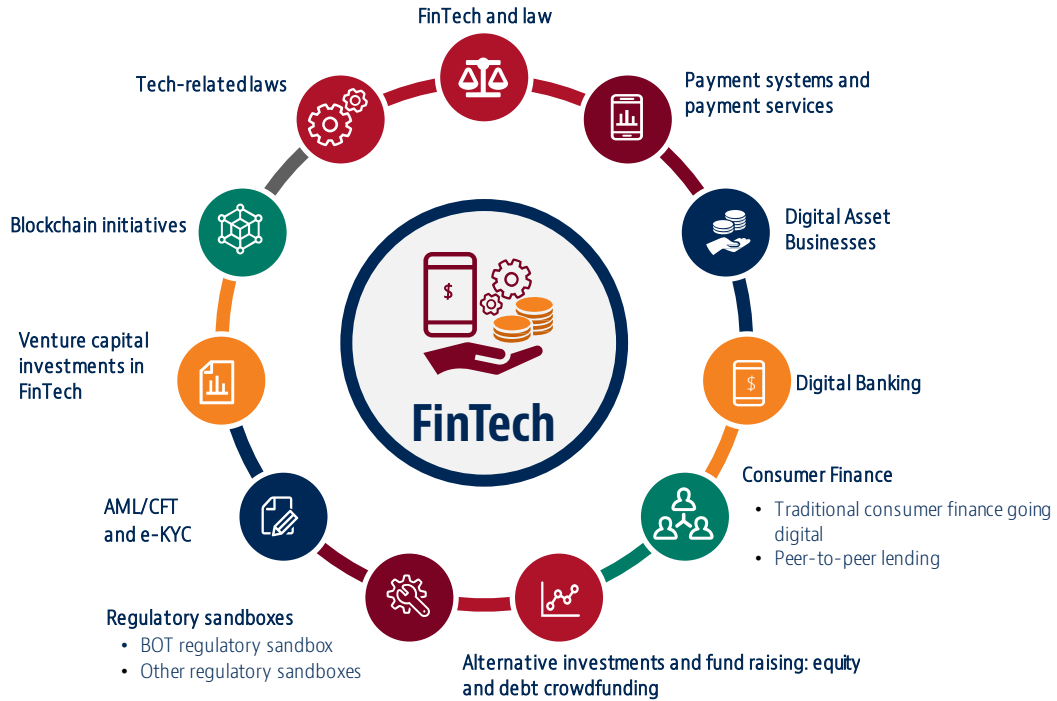 FinTech and law
Payment systems and
payment services
Digital Asset
Businesses
$
Digital Banking
Consumer Finance
• Traditional consumer finance going
digital
• Peer-to-peer lending
Alternative investments and fund raising: equity
and debt crowdfunding
Regulatory sandboxes
• BOT regulatory sandbox
• Other regulatory sandboxes
AML/CFT
and e-KYC
Venture capital
investments in
FinTech
Blockchain initiatives
Tech-related laws
$
FinTech